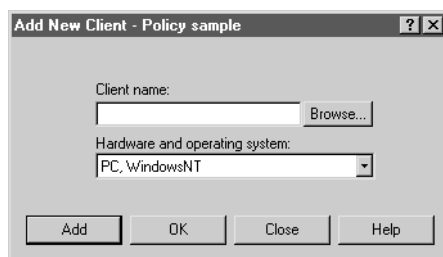 Add New Client - Policy sample
Client name:
Browse...
Hardware and operating system:
PC, WindowsNT
Add OK Close Help